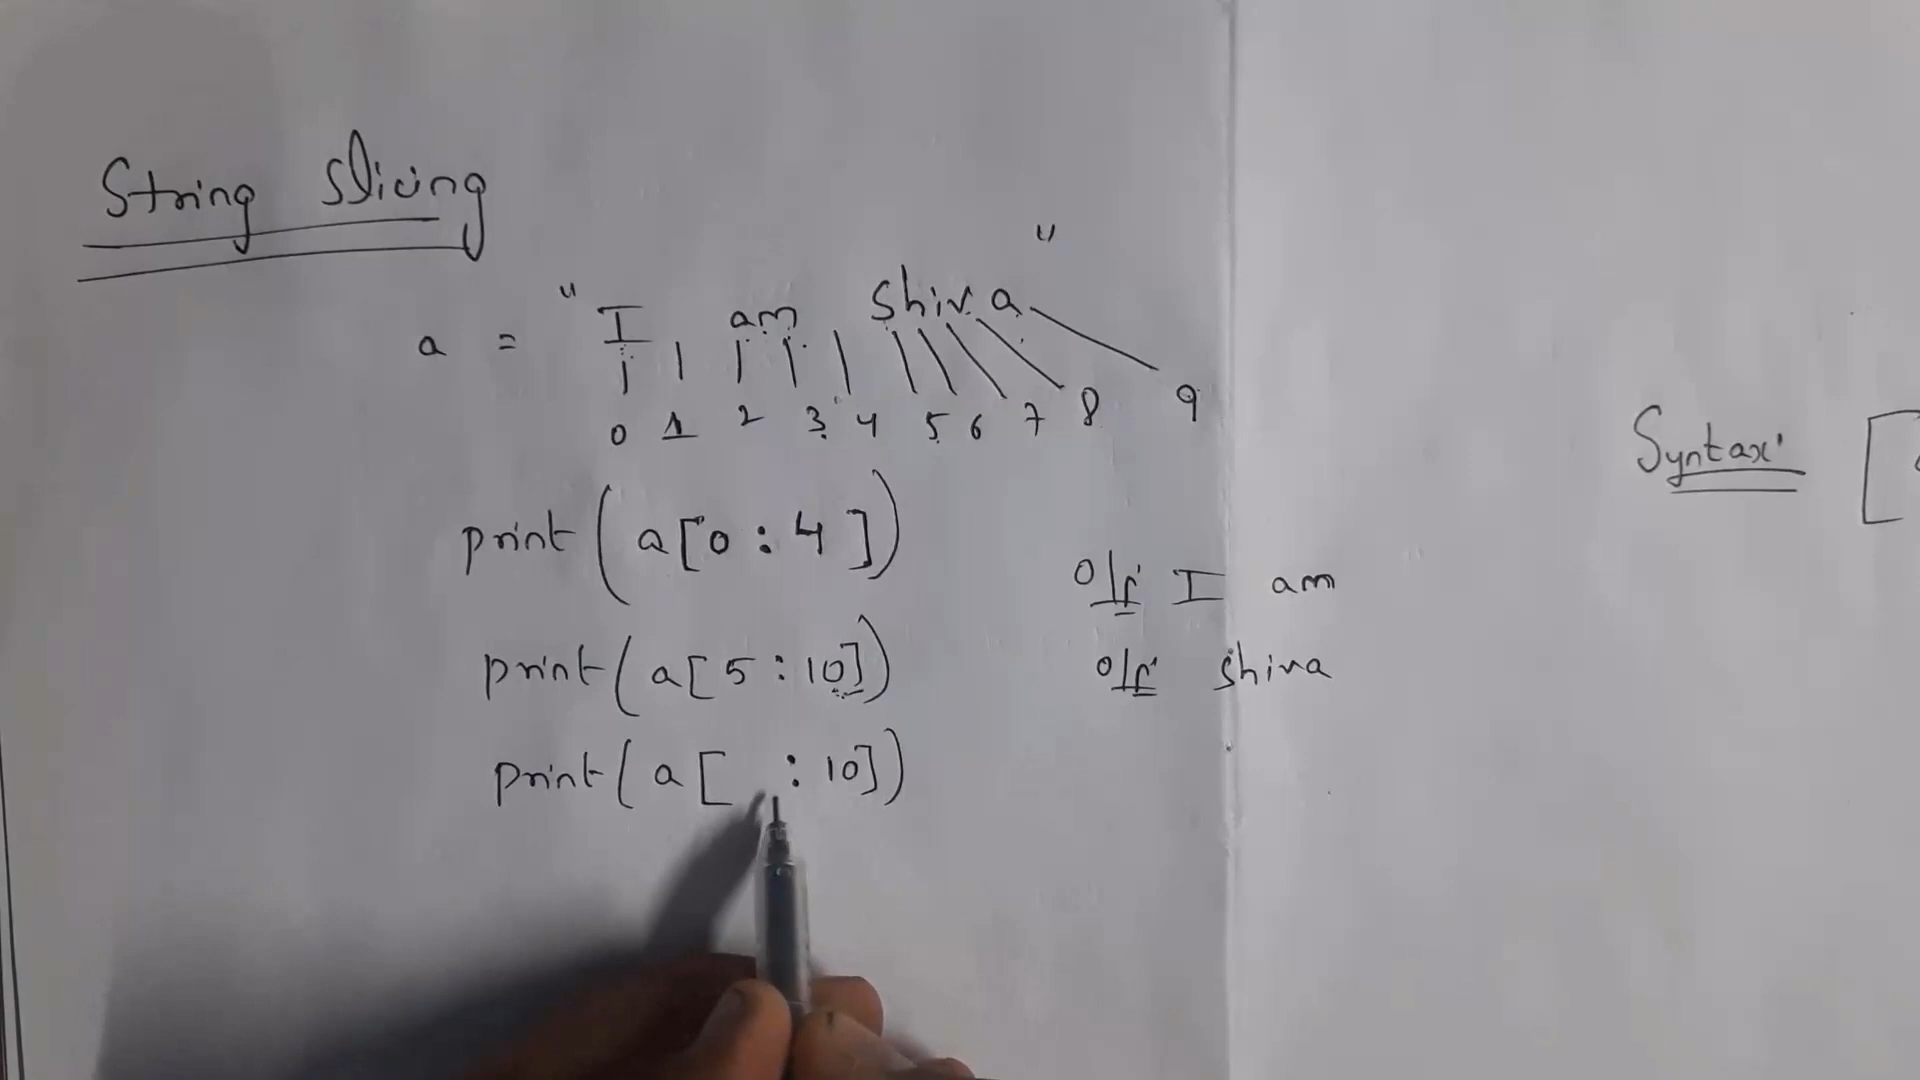 String Slicing
a = "I am Shiva"
0 1 2 3 4 5 6 7 8 9
Syntax: [
print(a[0:4])
o/p: I am
print(a[5:10])
o/p: shiva
print(a[ :10])